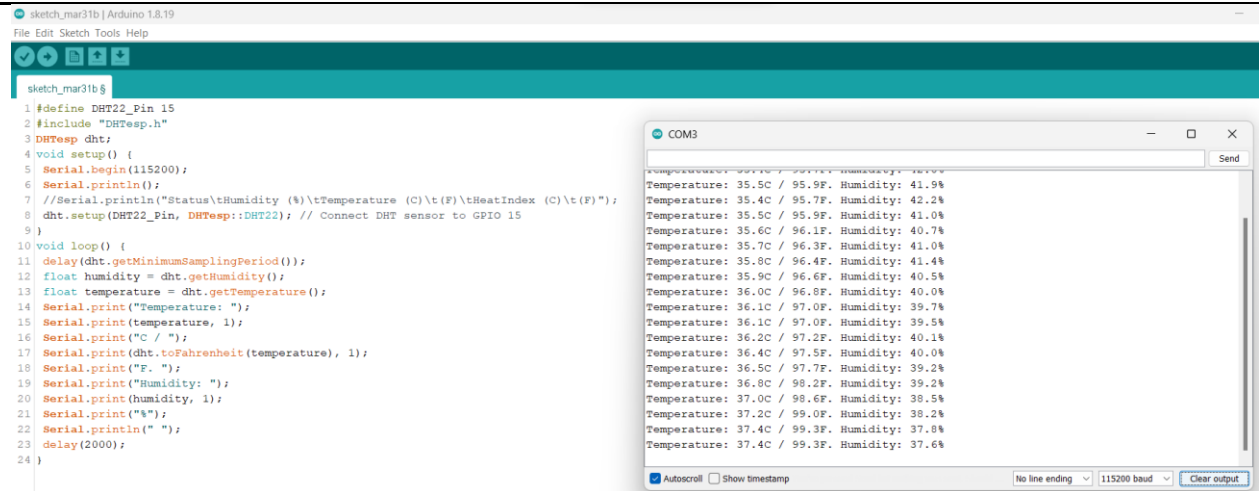 sketch_mar31b | Arduino 1.8.19
File Edit Sketch Tools Help
sketch_mar31b §
1 #define DHT22_Pin 15
2 #include "DHTesp.h"
3 DHTesp dht;
4 void setup() {
5 Serial.begin(115200);
6 Serial.println();
7 //Serial.println("Status\tHumidity (%)\tTemperature (C)\t(F)\tHeatIndex (C)\t(F)");
8 dht.setup(DHT22_Pin, DHTesp::DHT22); // Connect DHT sensor to GPIO 15
9 }
10 void loop() {
11 delay(dht.getMinimumSamplingPeriod());
12 float humidity = dht.getHumidity();
13 float temperature = dht.getTemperature();
14 Serial.print("Temperature: ");
15 Serial.print(temperature, 1);
16 Serial.print("C / ");
17 Serial.print(dht.toFahrenheit(temperature), 1);
18 Serial.print("F. ");
19 Serial.print("Humidity: ");
20 Serial.print(humidity, 1);
21 Serial.print("%");
22 Serial.println(" ");
23 delay(2000);
24 }
COM3
Send
Temperature: 35.5C / 95.9F. Humidity: 41.9%
Temperature: 35.4C / 95.7F. Humidity: 42.2%
Temperature: 35.5C / 95.9F. Humidity: 41.0%
Temperature: 35.6C / 96.1F. Humidity: 40.7%
Temperature: 35.7C / 96.3F. Humidity: 41.0%
Temperature: 35.8C / 96.4F. Humidity: 41.4%
Temperature: 35.9C / 96.6F. Humidity: 40.5%
Temperature: 36.0C / 96.8F. Humidity: 40.0%
Temperature: 36.1C / 97.0F. Humidity: 39.7%
Temperature: 36.1C / 97.0F. Humidity: 39.5%
Temperature: 36.2C / 97.2F. Humidity: 40.1%
Temperature: 36.4C / 97.5F. Humidity: 40.0%
Temperature: 36.5C / 97.7F. Humidity: 39.2%
Temperature: 36.8C / 98.2F. Humidity: 39.2%
Temperature: 37.0C / 98.6F. Humidity: 38.5%
Temperature: 37.2C / 99.0F. Humidity: 38.2%
Temperature: 37.4C / 99.3F. Humidity: 37.8%
Temperature: 37.4C / 99.3F. Humidity: 37.6%
Autoscroll Show timestamp No line ending 115200 baud Clear output